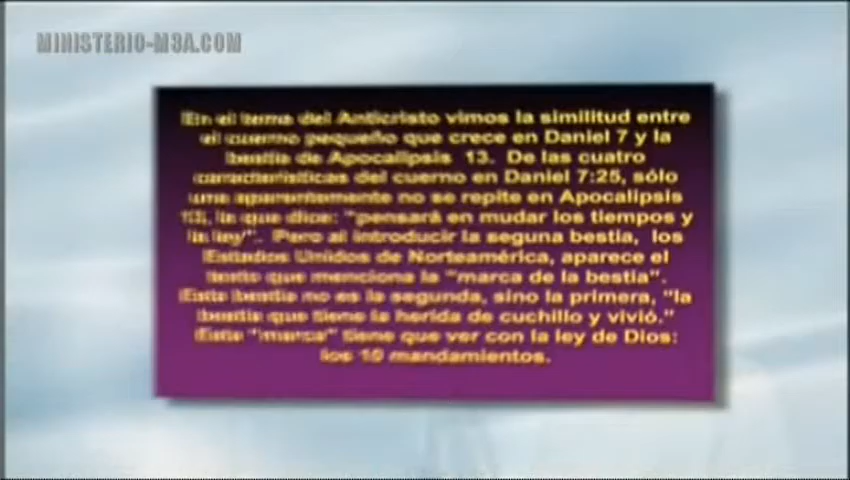 MINISTERIO-M3A.COM
En el tema del Anticristo vimos la similitud entre
el cuerno pequeño que crece en Daniel 7 y la
bestia de Apocalipsis 13. De las cuatro
características del cuerno en Daniel 7:25, sólo
una aparentemente no se repite en Apocalipsis
13, la que dice: "pensará en mudar los tiempos y
la ley". Pero al introducir la seguna bestia, los
Estados Unidos de Norteamérica, aparece el
texto que menciona la "marca de la bestia".
Esta bestia no es la segunda, sino la primera, "la
bestia que tiene la herida de cuchillo y vivió."
Esta "marca" tiene que ver con la ley de Dios:
los 10 mandamientos.